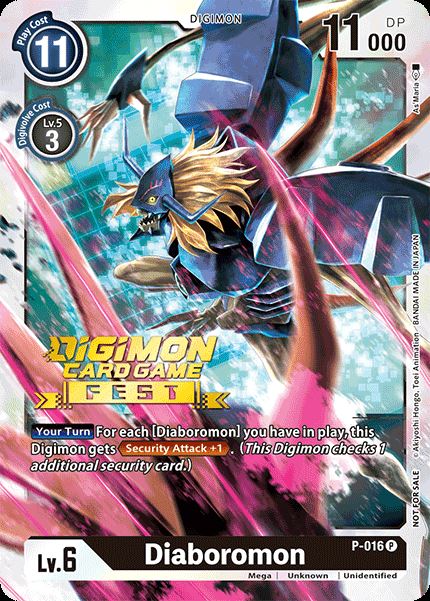 DIGIMON
Play Cost
11
11000
DP
Digivolve Cost
Lv.5
3
As'Maria
DIGIMON
CARD GAME
FEST
Your Turn For each [Diaboromon] you have in play, this
Digimon gets Security Attack +1 . (This Digimon checks 1
additional security card.)
©Akiyoshi Hongo, Toei Animation
BANDAI MADE IN JAPAN
NOT FOR SALE
P-016 P
Lv.6
Diaboromon
Mega | Unknown | Unidentified